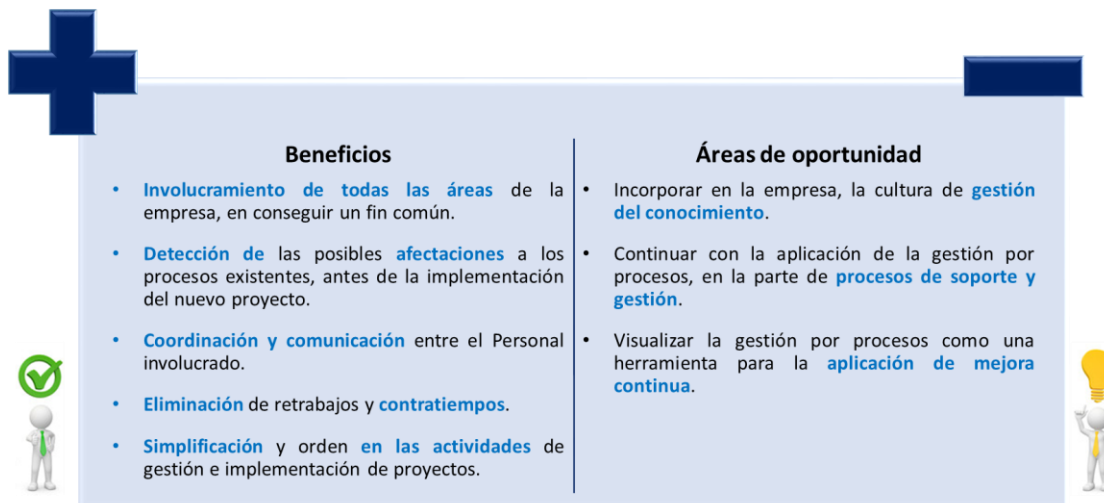 Beneficios
• Involucramiento de todas las áreas de la
empresa, en conseguir un fin común.
• Detección de las posibles afectaciones a los
procesos existentes, antes de la implementación
del nuevo proyecto.
• Coordinación y comunicación entre el Personal
involucrado.
• Eliminación de retrabajos y contratiempos.
• Simplificación y orden en las actividades de
gestión e implementación de proyectos.
Áreas de oportunidad
• Incorporar en la empresa, la cultura de gestión
del conocimiento.
• Continuar con la aplicación de la gestión por
procesos, en la parte de procesos de soporte y
gestión.
• Visualizar la gestión por procesos como una
herramienta para la aplicación de mejora
continua.